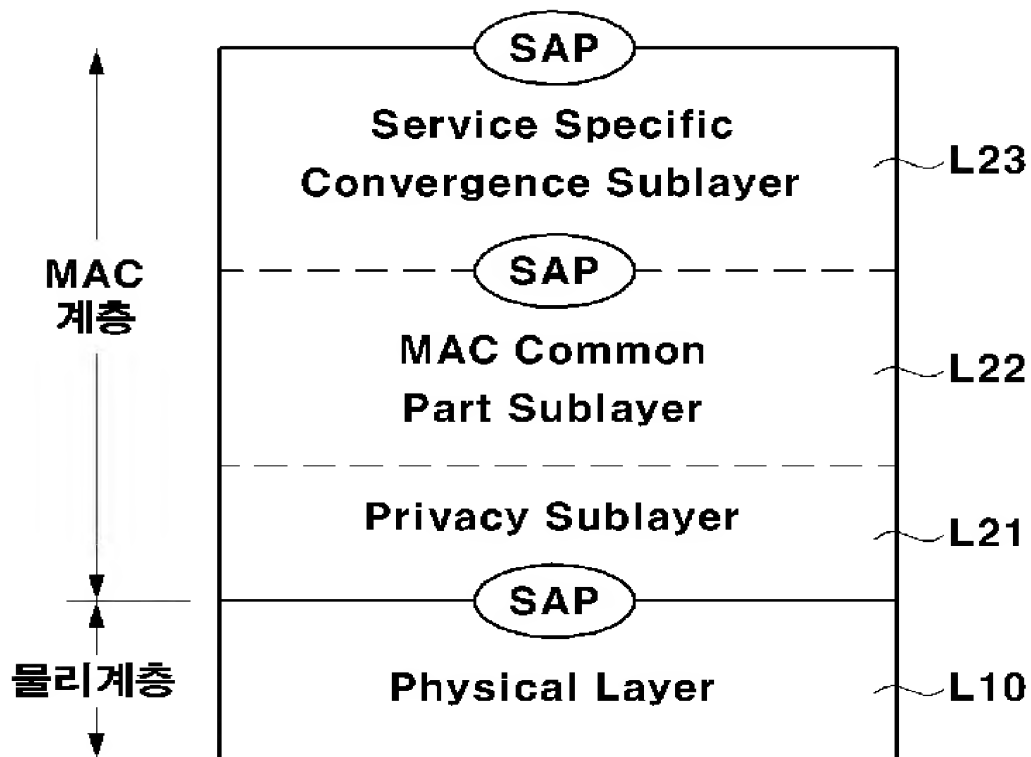 SAP
Service Specific
Convergence Sublayer
L23
SAP
MAC
계층
MAC Common
Part Sublayer
L22
Privacy Sublayer
L21
SAP
물리계층
Physical Layer
L10